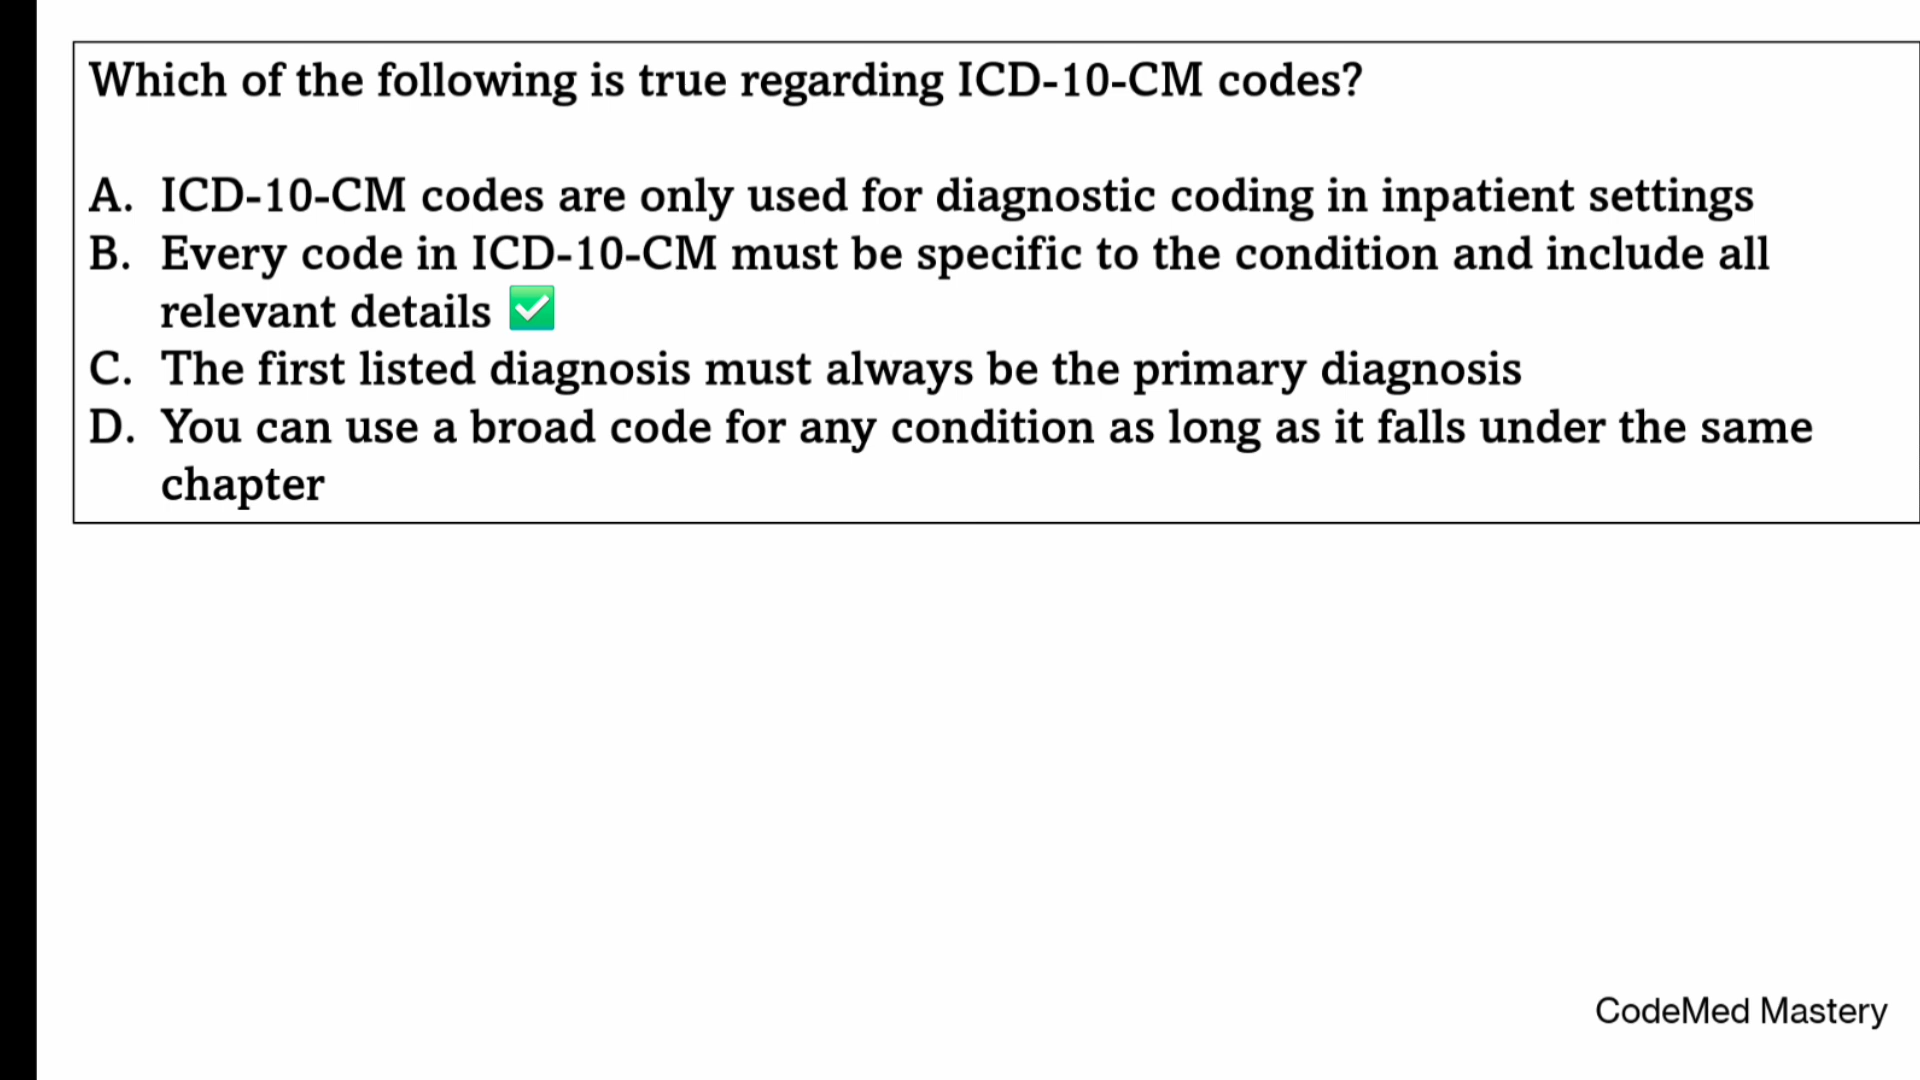 Which of the following is true regarding ICD-10-CM codes?
A. ICD-10-CM codes are only used for diagnostic coding in inpatient settings
B. Every code in ICD-10-CM must be specific to the condition and include all
relevant details ✅
C. The first listed diagnosis must always be the primary diagnosis
D. You can use a broad code for any condition as long as it falls under the same
chapter
CodeMed Mastery